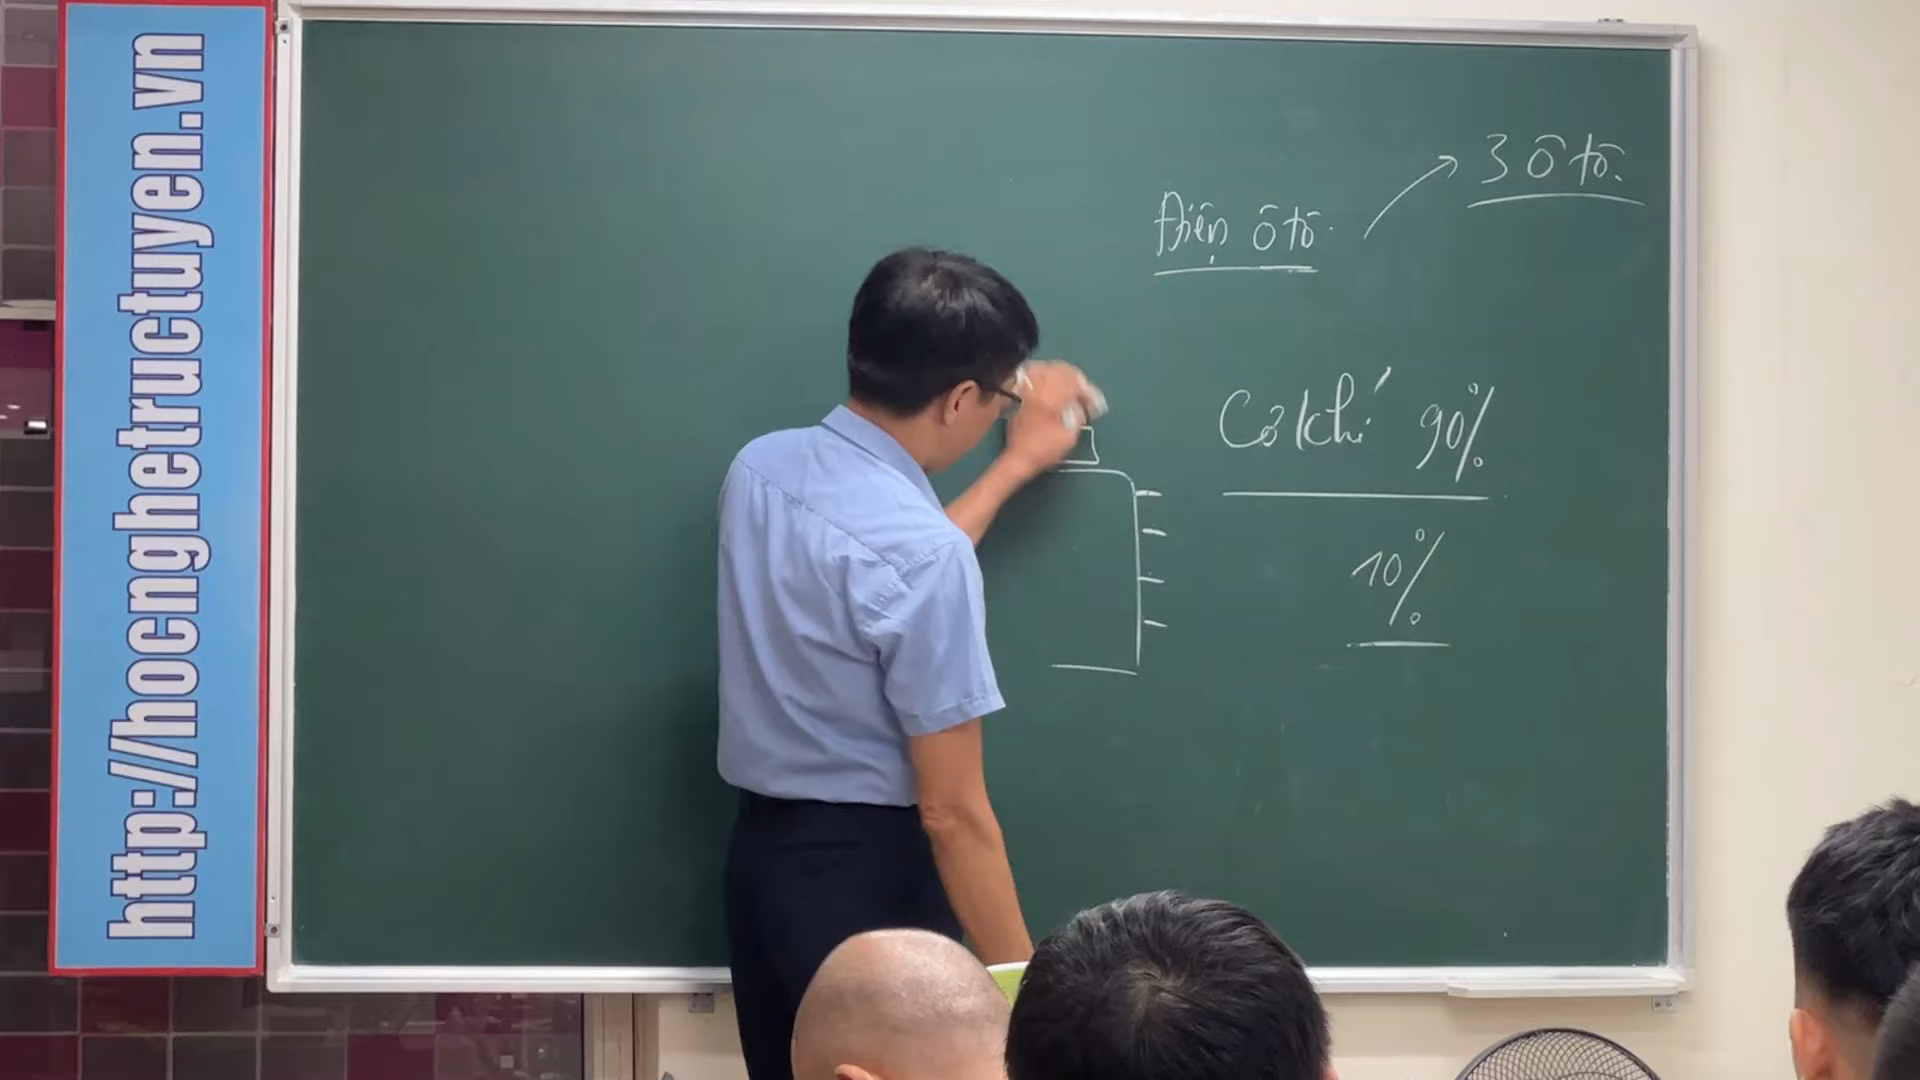 http://hocnghetructuyen.vn
3 ô tô.
Điện ô tô.
Cơ khí 90%
10%